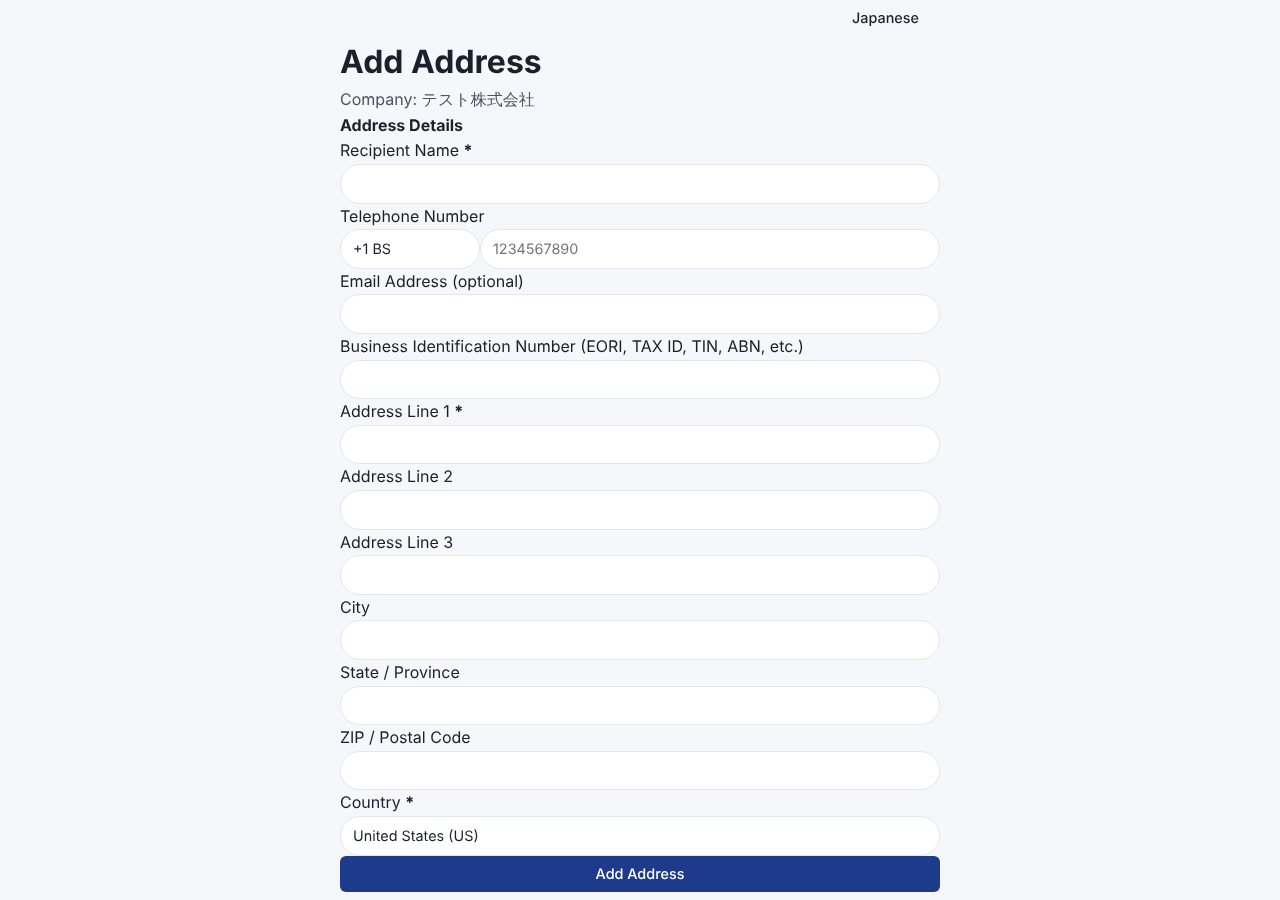 Japanese
Add Address
Company: テスト株式会社
Address Details
Recipient Name *
Telephone Number
+1 BS 1234567890
Email Address (optional)
Business Identification Number (EORI, TAX ID, TIN, ABN, etc.)
Address Line 1 *
Address Line 2
Address Line 3
City
State / Province
ZIP / Postal Code
Country *
United States (US)
Add Address